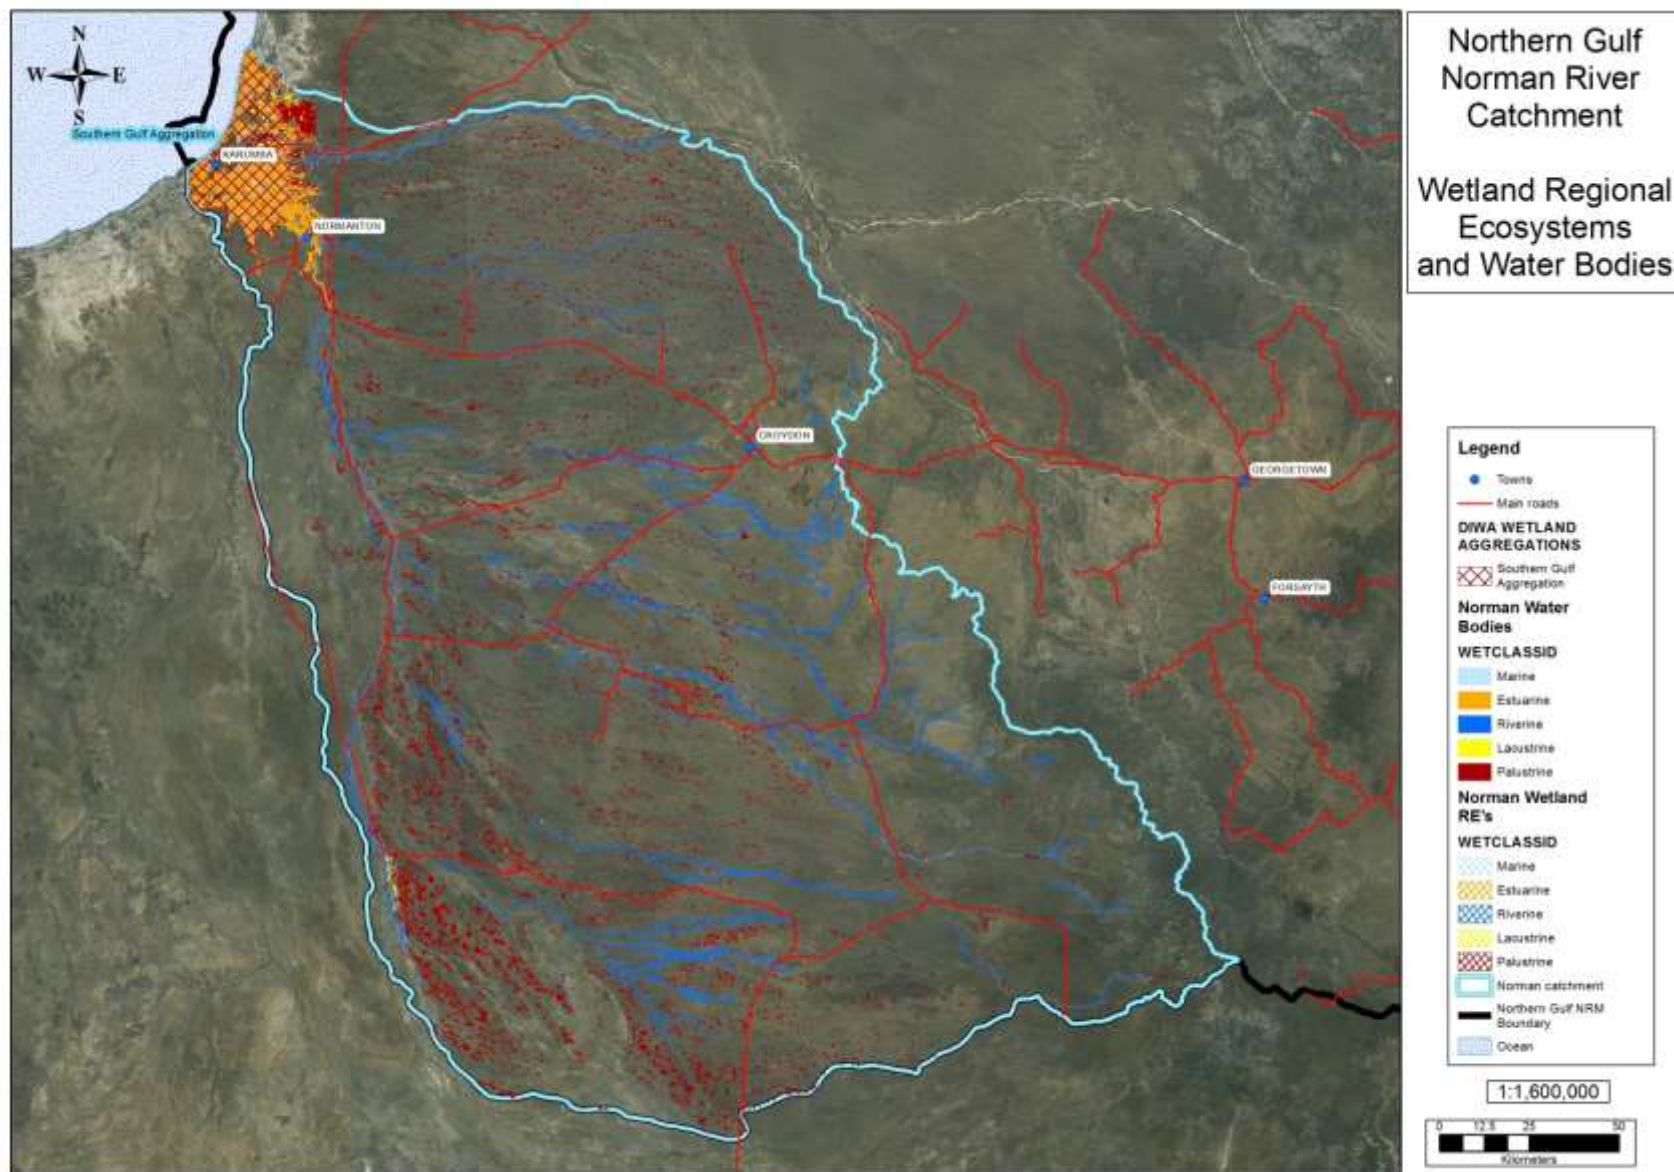 Northern Gulf
Norman River
Catchment
Wetland Regional
Ecosystems
and Water Bodies
N
W
E
S
Southern Gulf Aggregation
KARUMBA
NORMANTON
CROYDON
GEORGETOWN
FORSAYTH
Legend
Towns
Main roads
DIWA WETLAND
AGGREGATIONS
Southern Gulf
Aggregation
Norman Water
Bodies
WETCLASSID
Marine
Estuarine
Riverine
Lacustrine
Palustrine
Norman Wetland
RE's
WETCLASSID
Marine
Estuarine
Riverine
Lacustrine
Palustrine
Norman catchment
Northern Gulf NRM
Boundary
Ocean
1:1,600,000
0 12.5 25 50
Kilometers